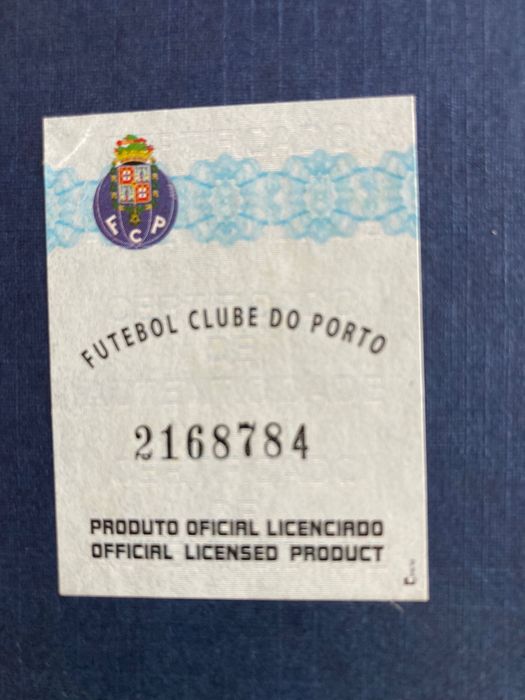 FCP
FUTEBOL CLUBE DO PORTO
2168784
PRODUTO OFICIAL LICENCIADO
OFFICIAL LICENSED PRODUCT